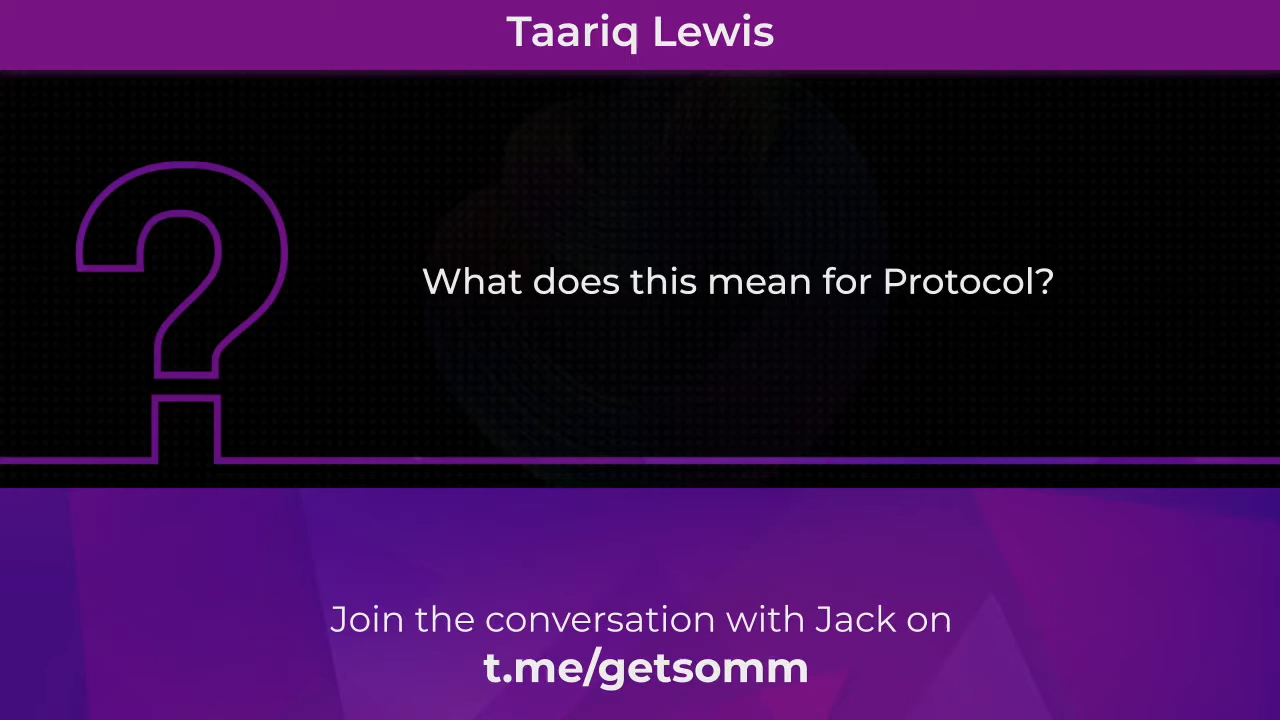 Taariq Lewis
What does this mean for Protocol?
Join the conversation with Jack on
t.me/getsomm